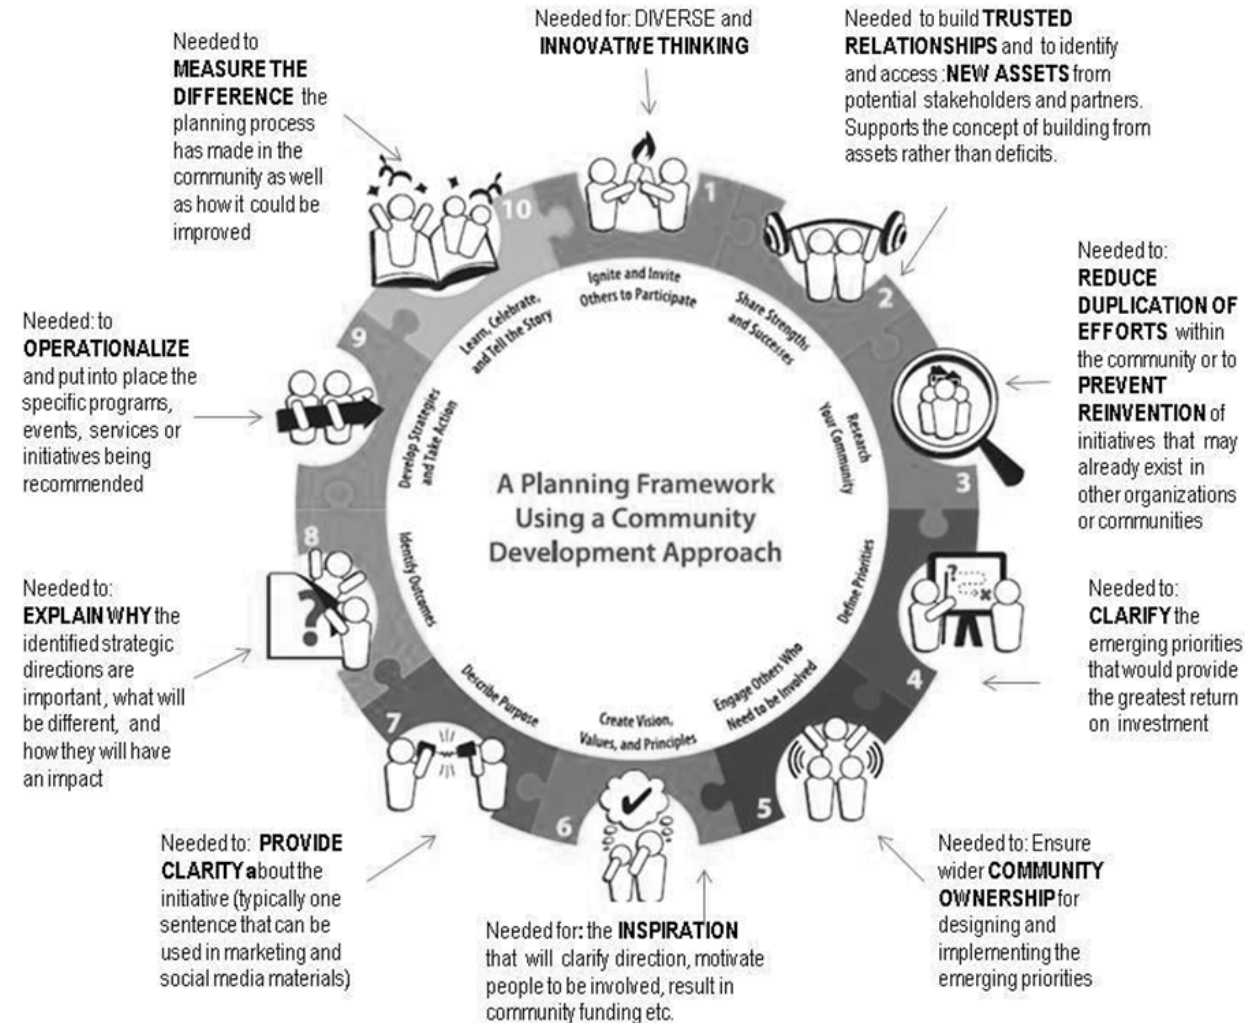 Needed for: DIVERSE and
INNOVATIVE THINKING
Needed to build TRUSTED
RELATIONSHIPS and to identify
and access :NEW ASSETS from
potential stakeholders and partners.
Supports the concept of building from
assets rather than deficits.
Needed to:
REDUCE
DUPLICATION OF
EFFORTS within
the community or to
PREVENT
REINVENTION of
initiatives that may
already exist in
other organizations
or communities
Needed to:
CLARIFY the
emerging priorities
that would provide
the greatest return
on investment
Needed to: Ensure
wider COMMUNITY
OWNERSHIP for
designing and
implementing the
emerging priorities
Needed for: the INSPIRATION
that will clarify direction, motivate
people to be involved, result in
community funding etc.
Needed to: PROVIDE
CLARITY about the
initiative (typically one
sentence that can be
used in marketing and
social media materials)
Needed to:
EXPLAIN WHY the
identified strategic
directions are
important, what will
be different, and
how they will have
an impact
Needed: to
OPERATIONALIZE
and put into place the
specific programs,
events, services or
initiatives being
recommended
Needed to
MEASURE THE
DIFFERENCE the
planning process
has made in the
community as well
as how it could be
improved
1
Ignite and Invite
Others to Participate
2
Share Strengths
and Successes
3
Research
Your Community
4
Define Priorities
?
x
5
Engage Others Who
Need to be Involved
6
Create Vision,
Values, and Principles
7
Describe Purpose
8
Identify Outcomes
?
9
Develop Strategies
and Take Action
10
Learn, Celebrate,
and Tell the Story
A Planning Framework
Using a Community
Development Approach